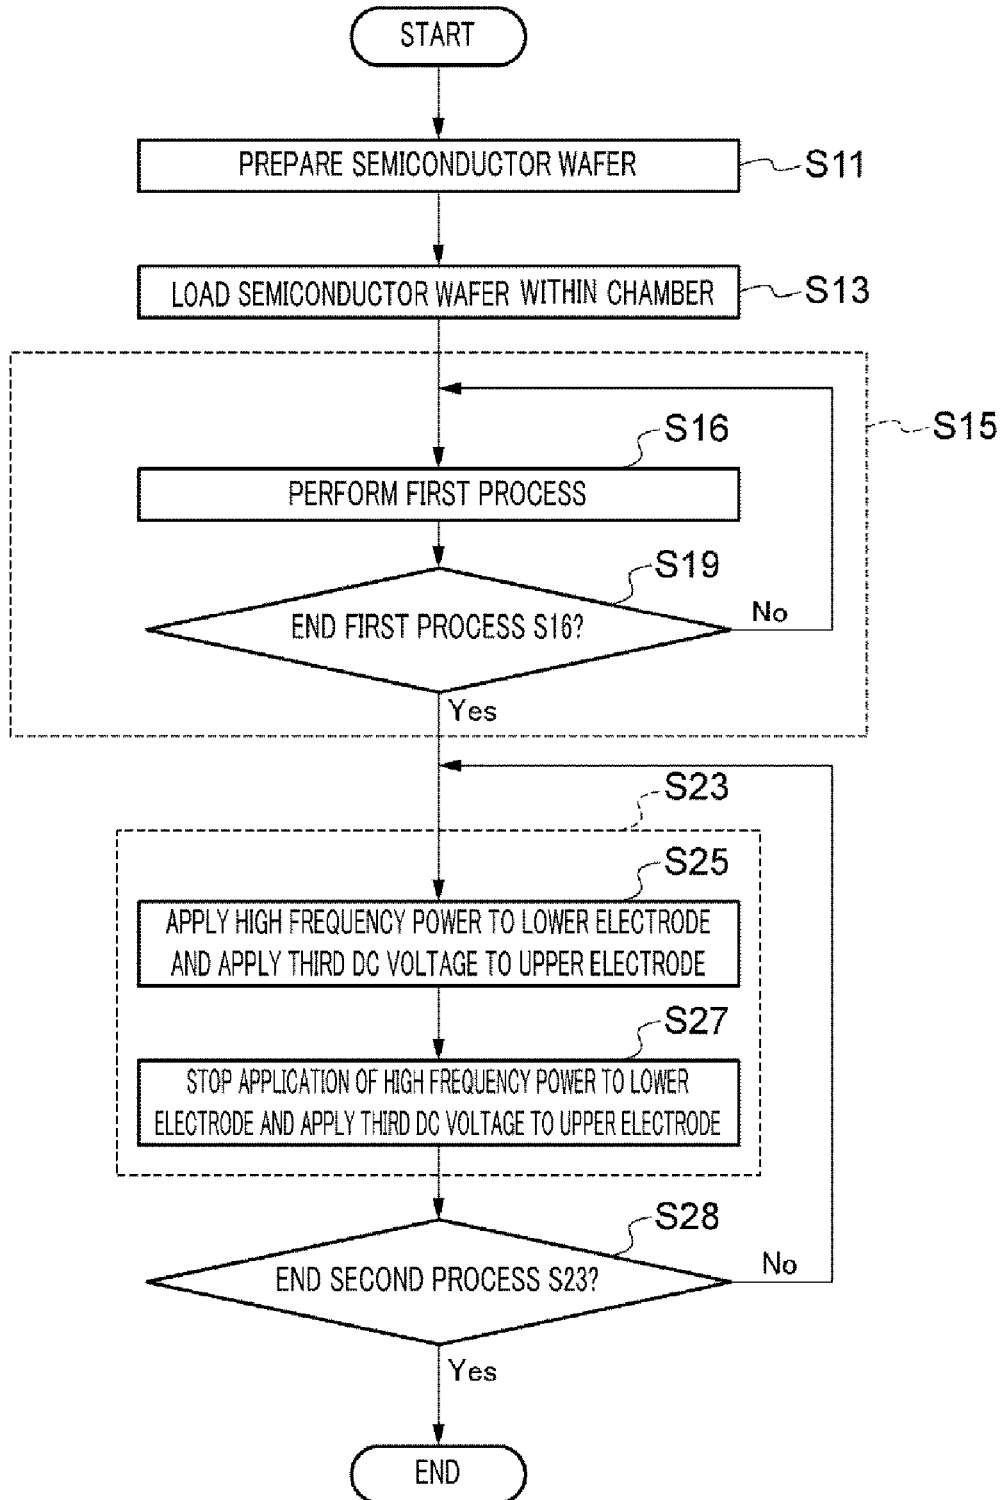 START
PREPARE SEMICONDUCTOR WAFER
S11
LOAD SEMICONDUCTOR WAFER WITHIN CHAMBER
S13
S15
S16
PERFORM FIRST PROCESS
S19
END FIRST PROCESS S16?
No
Yes
S23
S25
APPLY HIGH FREQUENCY POWER TO LOWER ELECTRODE
AND APPLY THIRD DC VOLTAGE TO UPPER ELECTRODE
S27
STOP APPLICATION OF HIGH FREQUENCY POWER TO LOWER
ELECTRODE AND APPLY THIRD DC VOLTAGE TO UPPER ELECTRODE
S28
END SECOND PROCESS S23?
No
Yes
END